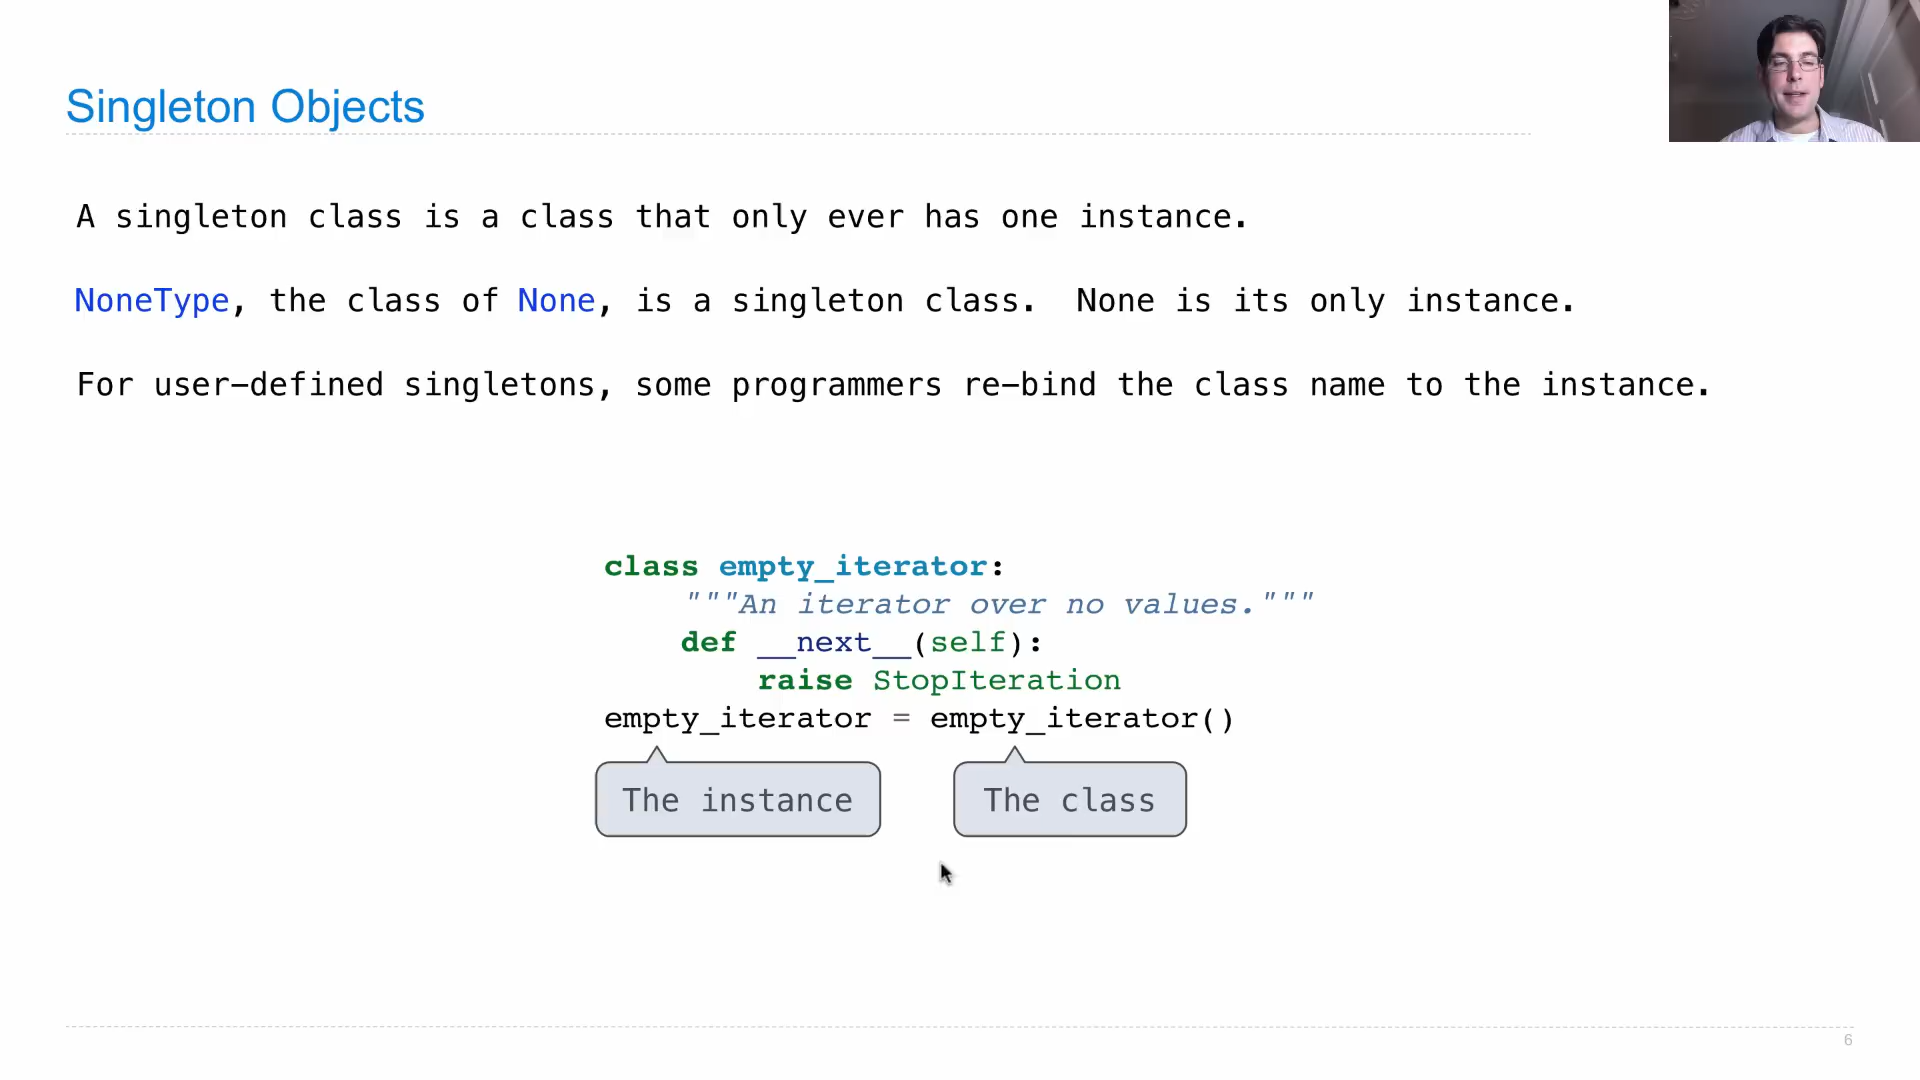 Singleton Objects
A singleton class is a class that only ever has one instance.
NoneType, the class of None, is a singleton class.  None is its only instance.
For user-defined singletons, some programmers re-bind the class name to the instance.
class empty_iterator:
    """An iterator over no values."""
    def __next__(self):
        raise StopIteration
empty_iterator = empty_iterator()
The instance
The class
6